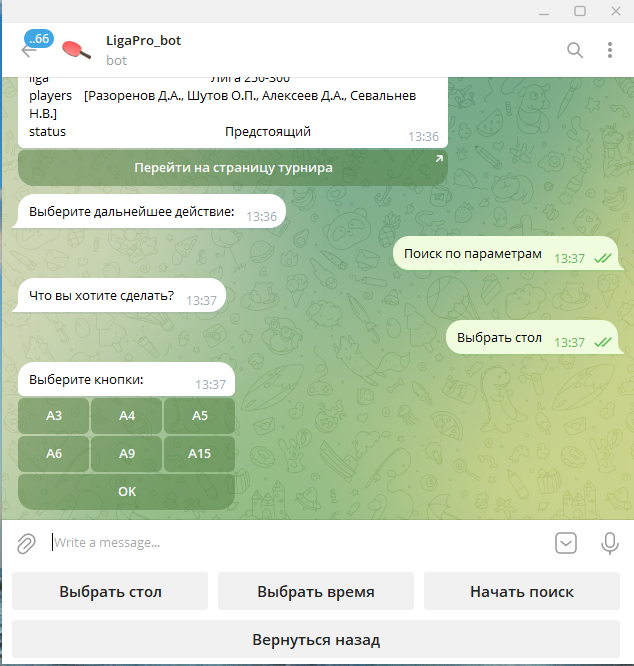 ..66
LigaPro_bot
bot
liga Лига 250-300
players [Разоренов Д.А., Шутов О.П., Алексеев Д.А., Севальнев
Н.В.]
status Предстоящий 13:36
Перейти на страницу турнира
Выберите дальнейшее действие: 13:36
Поиск по параметрам 13:37
Что вы хотите сделать? 13:37
Выбрать стол 13:37
Выберите кнопки: 13:37
A3 A4 A5
A6 A9 A15
OK
Write a message...
Выбрать стол Выбрать время Начать поиск
Вернуться назад